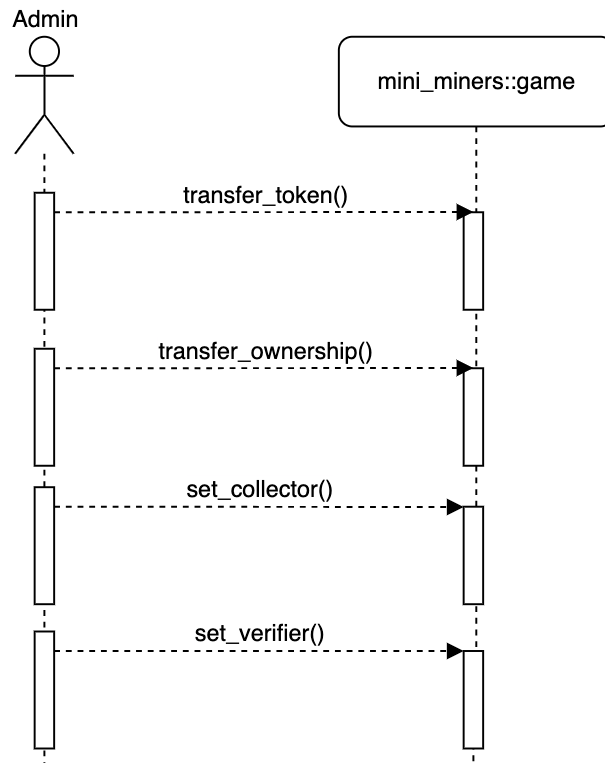 Admin
mini_miners::game
transfer_token()
transfer_ownership()
set_collector()
set_verifier()